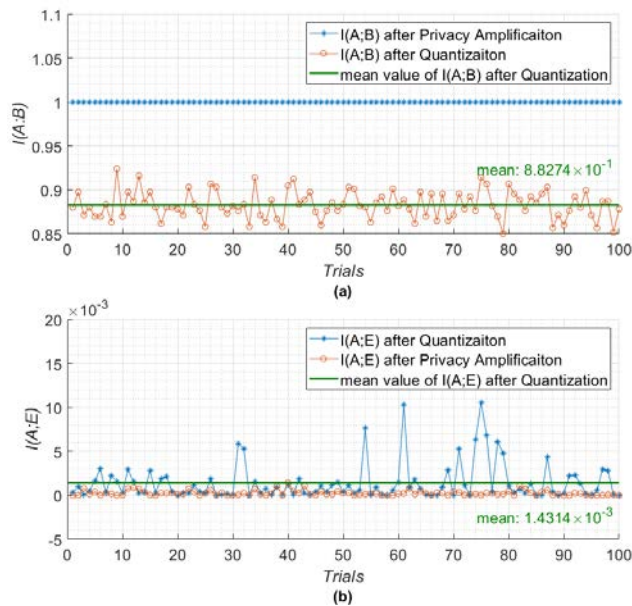 1.1
1.05
1
0.95
0.9
0.85
I(A:B)
I(A;B) after Privacy Amplificaiton
I(A;B) after Quantizaiton
mean value of I(A;B) after Quantization
mean: 8.8274×10⁻¹
0 10 20 30 40 50 60 70 80 90 100
Trials
(a)
×10⁻³
20
15
10
5
0
-5
I(A;E)
I(A;E) after Quantizaiton
I(A;E) after Privacy Amplificaiton
mean value of I(A;E) after Quantization
mean: 1.4314×10⁻³
0 10 20 30 40 50 60 70 80 90 100
Trials
(b)